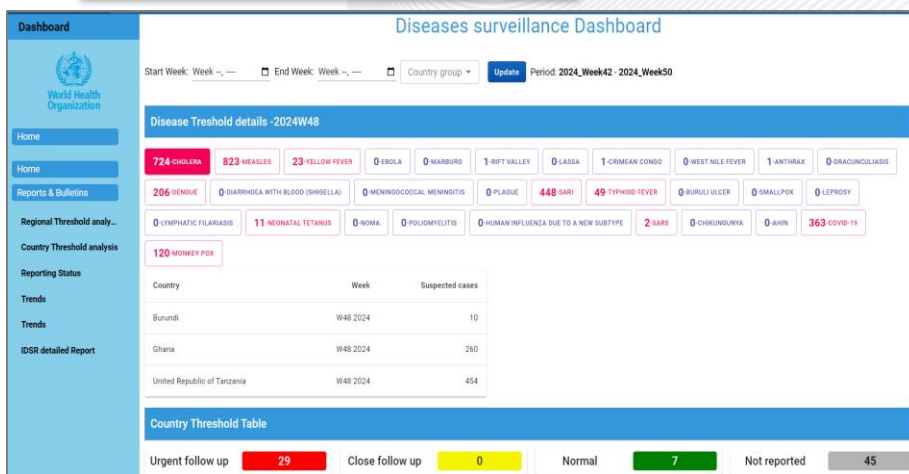 Dashboard
World Health
Organization
Home
Home
Reports & Bulletins
Regional Threshold analy...
Country Threshold analysis
Reporting Status
Trends
Trends
IDSR detailed Report
Diseases surveillance Dashboard
Start Week: Week --, ---- End Week: Week --, ---- Country group Update Period: 2024_Week42 - 2024_Week50
Disease Treshold details -2024W48
724-CHOLERA 823-MEASLES 23-YELLOW FEVER 0-EBOLA 0-MARBURG 1-RIFT VALLEY 0-LASSA 1-CRIMEAN CONGO 0-WEST NILE FEVER 1-ANTHRAX 0-DRACUNCULIASIS
206-DENGUE 0-DIARRHOEA WITH BLOOD (SHIGELLA) 0-MENINGOCOCCAL MENINGITIS 0-PLAGUE 448-SARI 49-TYPHOID FEVER 0-BURULI ULCER 0-SMALLPOX 0-LEPROSY
0-LYMPHATIC FILARIASIS 11-NEONATAL TETANUS 0-NOMA 0-POLIOMYELITIS 0-HUMAN INFLUENZA DUE TO A NEW SUBTYPE 2-SARS 0-CHIKUNGUNYA 0-AHIN 363-COVID-19
120-MONKEY POX
Country Week Suspected cases
Burundi W48 2024 10
Ghana W48 2024 260
United Republic of Tanzania W48 2024 454
Country Threshold Table
Urgent follow up 29 Close follow up 0 Normal 7 Not reported 45